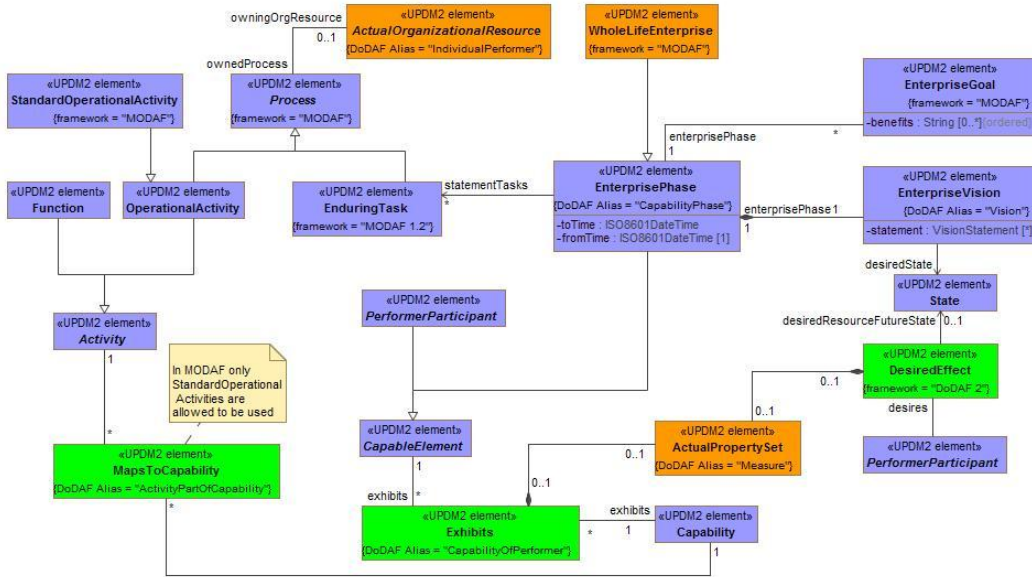 «UPDM2 element»
ActualOrganizationalResource
{DoDAF Alias = "IndividualPerformer"}
owningOrgResource
0..1
ownedProcess
«UPDM2 element»
WholeLifeEnterprise
{framework = "MODAF"}
«UPDM2 element»
StandardOperationalActivity
{framework = "MODAF"}
«UPDM2 element»
Process
{framework = "MODAF"}
«UPDM2 element»
EnterpriseGoal
{framework = "MODAF"}
-benefits : String [0..*]{ordered}
enterprisePhase
1
*
«UPDM2 element»
Function
«UPDM2 element»
OperationalActivity
«UPDM2 element»
EnduringTask
{framework = "MODAF 1.2"}
statementTasks
*
«UPDM2 element»
EnterprisePhase
{DoDAF Alias = "CapabilityPhase"}
-toTime : ISO8601DateTime
-fromTime : ISO8601DateTime [1]
enterprisePhase1
1
«UPDM2 element»
EnterpriseVision
{DoDAF Alias = "Vision"}
-statement : VisionStatement [*]
desiredState
«UPDM2 element»
State
desiredResourceFutureState
0..1
«UPDM2 element»
PerformerParticipant
«UPDM2 element»
Activity
1
*
In MODAF only
StandardOperational
Activities are
allowed to be used
«UPDM2 element»
DesiredEffect
{framework = "DoDAF 2"}
0..1
0..1
desires
«UPDM2 element»
CapableElement
1
exhibits
*
«UPDM2 element»
ActualPropertySet
{DoDAF Alias = "Measure"}
0..1
0..1
«UPDM2 element»
PerformerParticipant
«UPDM2 element»
MapsToCapability
{DoDAF Alias = "ActivityPartOfCapability"}
*
«UPDM2 element»
Exhibits
{DoDAF Alias = "CapabilityOfPerformer"}
exhibits
*
1
«UPDM2 element»
Capability
1